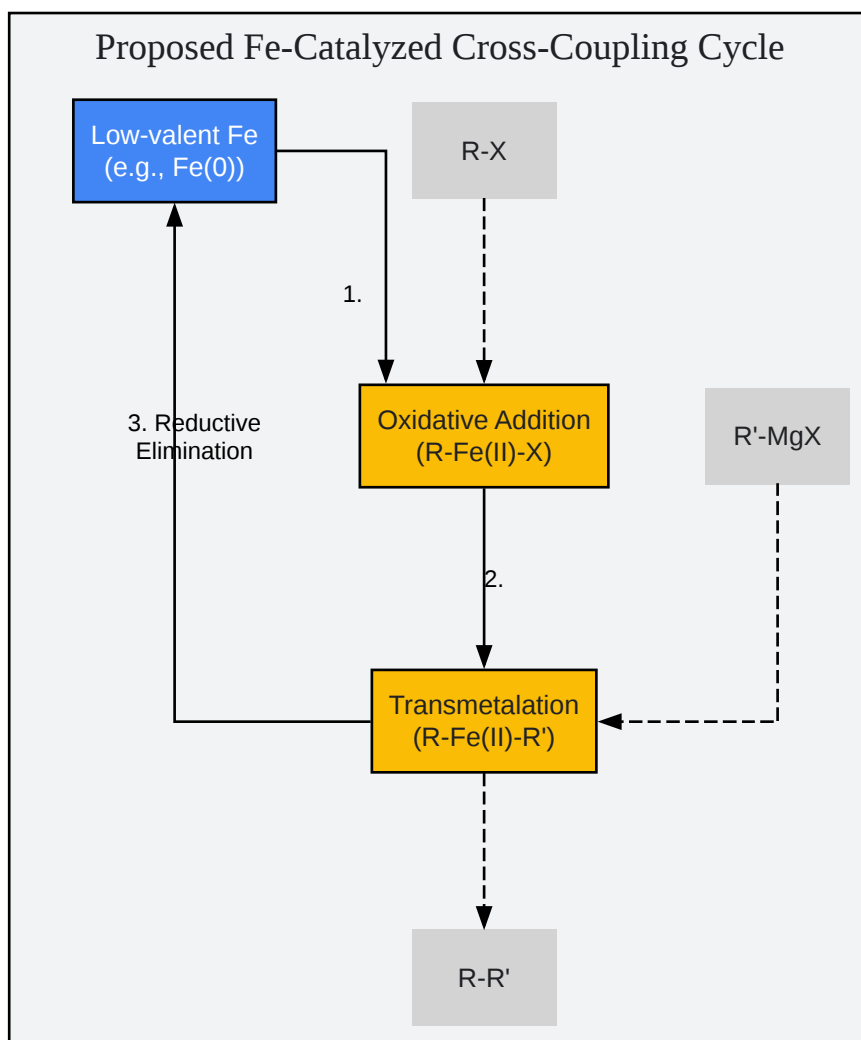 Proposed Fe-Catalyzed Cross-Coupling Cycle
Low-valent Fe
(e.g., Fe(0))
R-X
1.
Oxidative Addition
(R-Fe(II)-X)
R'-MgX
3. Reductive
Elimination
2.
Transmetalation
(R-Fe(II)-R')
R-R'